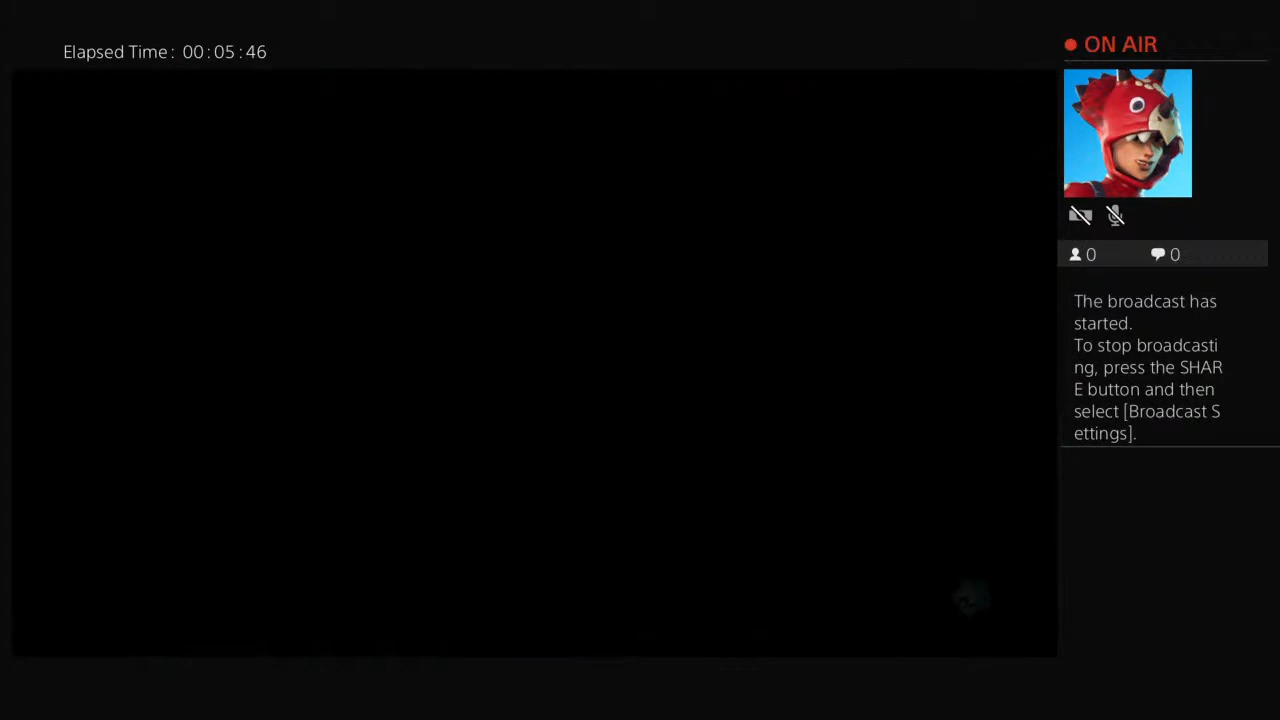 Elapsed Time: 00:05:46
ON AIR
0 0
The broadcast has
started.
To stop broadcasti
ng, press the SHAR
E button and then
select [Broadcast S
ettings].